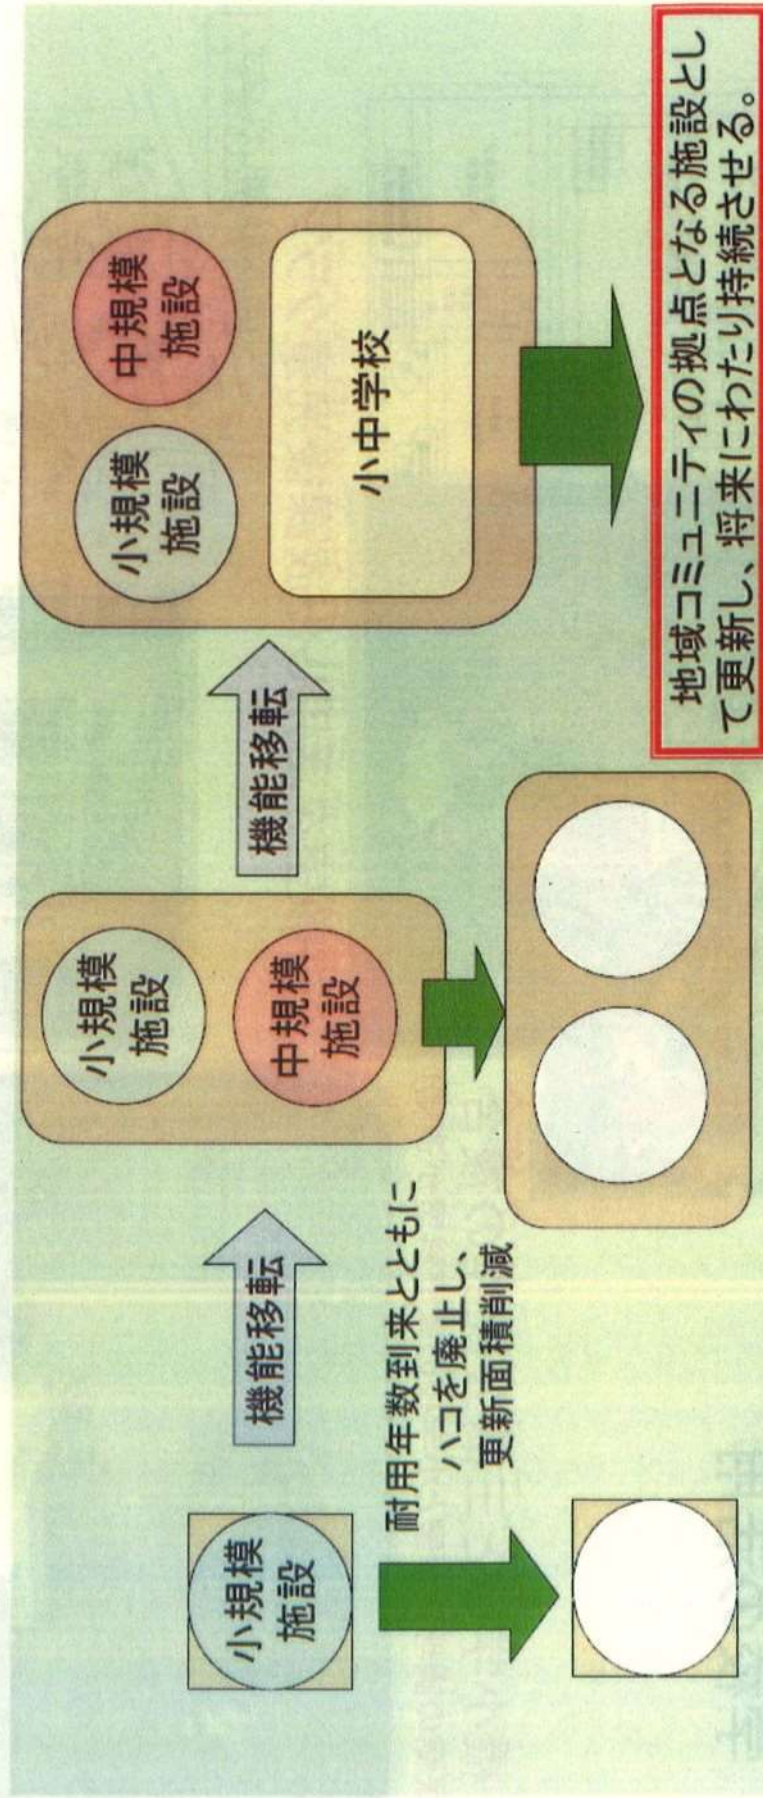 小規模
施設
機能移転
耐用年数到来とともに
ハコを廃止し、
更新面積削減
小規模
施設
中規模
施設
機能移転
小規模
施設
中規模
施設
小中学校
地域コミュニティの拠点となる施設とし
て更新し、将来にわたり持続させる。